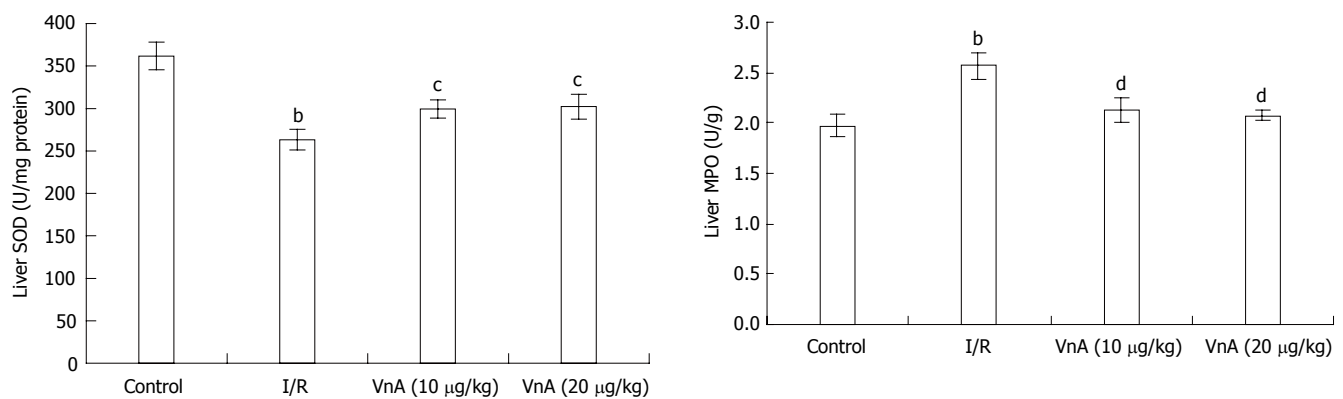 400
350
300
250
200
150
100
50
0
Liver SOD (U/mg protein)
b
c
c
Control I/R VnA (10 µg/kg) VnA (20 µg/kg)
3.0
2.5
2.0
1.5
1.0
0.5
0.0
Liver MPO (U/g)
b
d
d
Control I/R VnA (10 µg/kg) VnA (20 µg/kg)